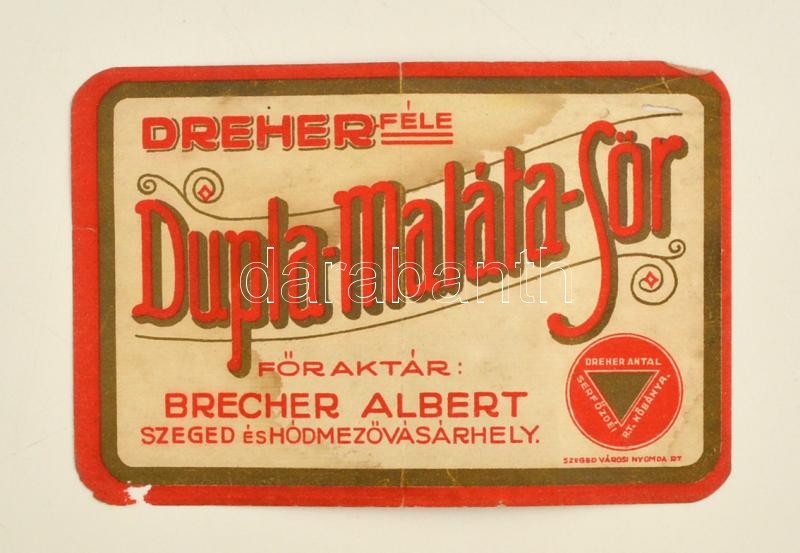 DREHER FÉLE
Dupla-Maláta-Sör
darabanth
FŐRAKTÁR:
BRECHER ALBERT
SZEGED és HÓDMEZŐVÁSÁRHELY.
DREHER ANTAL
SERFŐZDÉI
R.T. KŐBÁNYA.
SZEGED VÁROSI NYOMDA RT